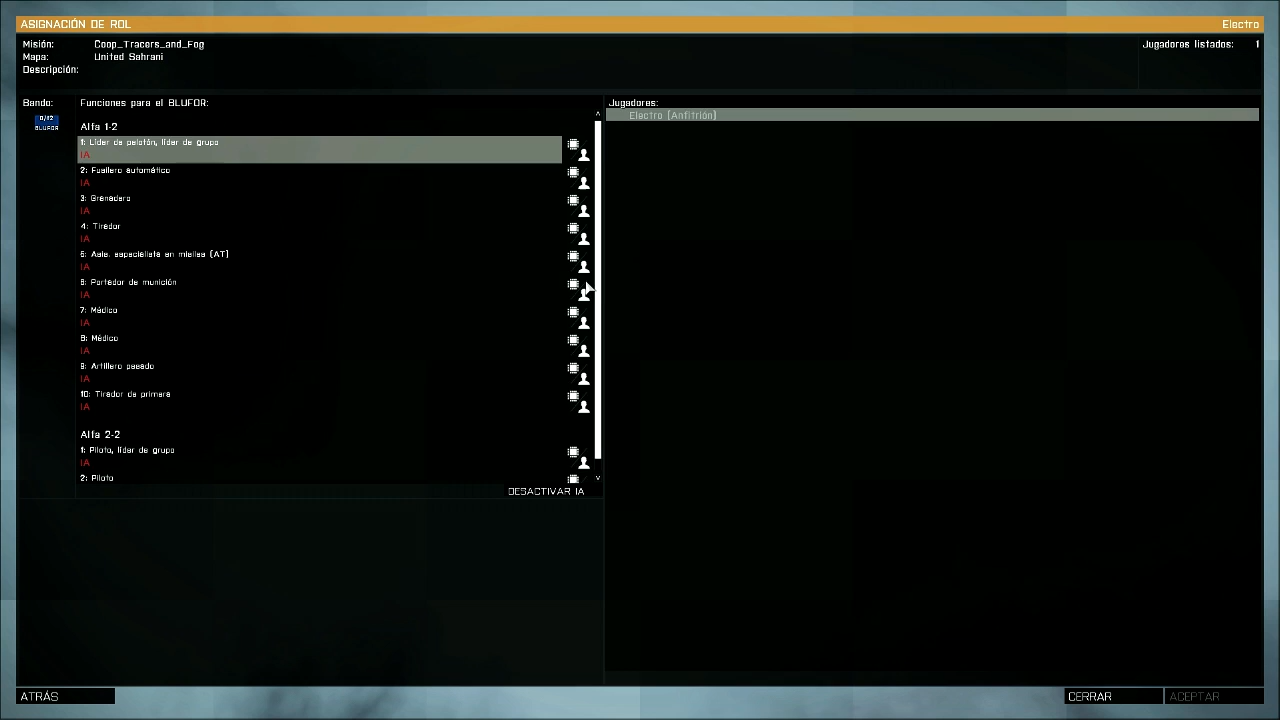 ASIGNACIÓN DE ROL
Electro
Misión: Coop_Tracers_and_Fog
Jugadores listados: 1
Mapa: United Sahrani
Descripción:
Bando:
Funciones para el BLUFOR:
Jugadores:
0/12
BLUFOR
Electro [Anfitrión]
Alfa 1-2
1: Líder de pelotón, líder de grupo
IA
2: Fusilero automático
IA
3: Granadero
IA
4: Tirador
IA
5: Asis. especialista en misiles (AT)
IA
6: Portador de munición
IA
7: Médico
IA
8: Médico
IA
9: Artillero pesado
IA
10: Tirador de primera
IA
Alfa 2-2
1: Piloto, líder de grupo
IA
2: Piloto
DESACTIVAR IA
ATRÁS
CERRAR
ACEPTAR